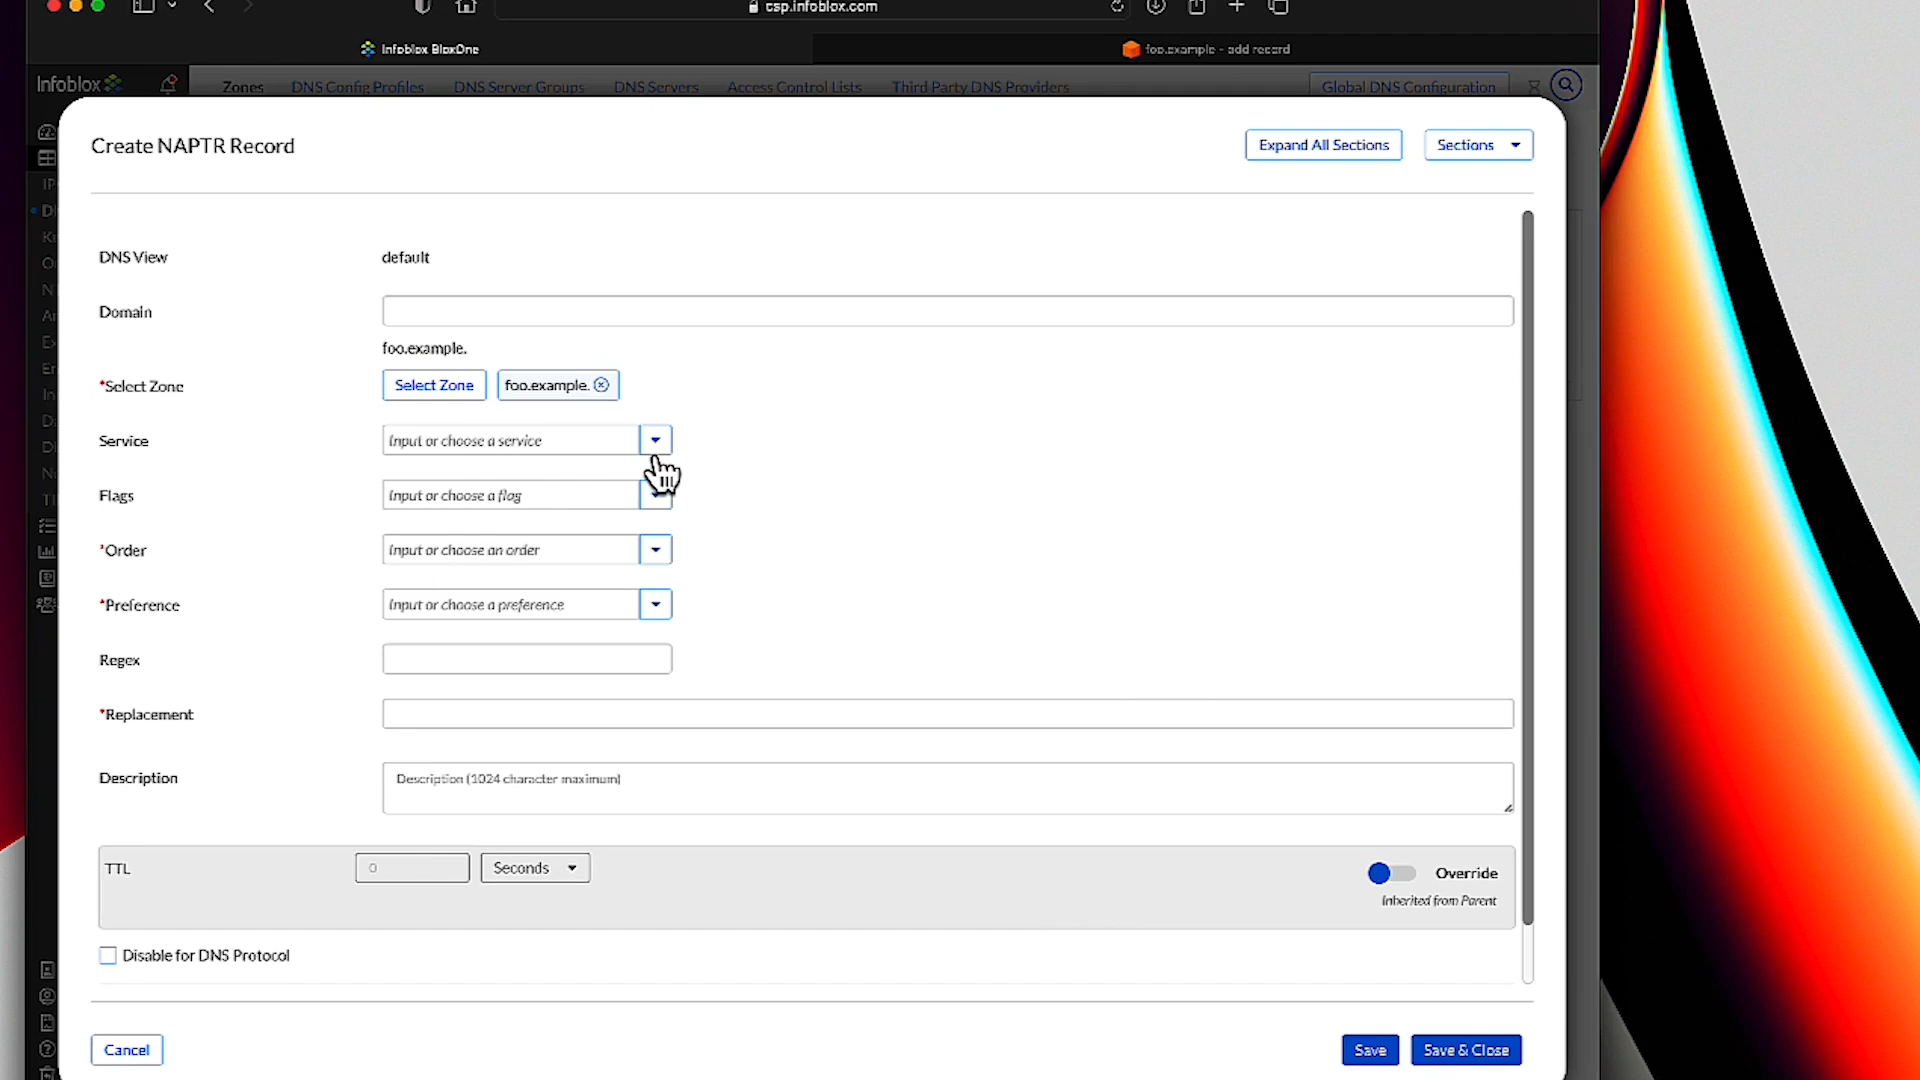 csp.infoblox.com
Infoblox BloxOne
foo.example - add record
Infoblox
Zones
DNS Config Profiles
DNS Server Groups
DNS Servers
Access Control Lists
Third Party DNS Providers
Global DNS Configuration
Create NAPTR Record
Expand All Sections
Sections
DNS View
default
Domain
foo.example.
*Select Zone
Select Zone
foo.example.
Service
Input or choose a service
Flags
Input or choose a flag
*Order
Input or choose an order
*Preference
Input or choose a preference
Regex
*Replacement
Description
Description (1024 character maximum)
TTL
0
Seconds
Override
Inherited from Parent
Disable for DNS Protocol
Cancel
Save
Save & Close